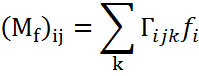 (M_f)_ij = ∑_k Γ_ijk f_i